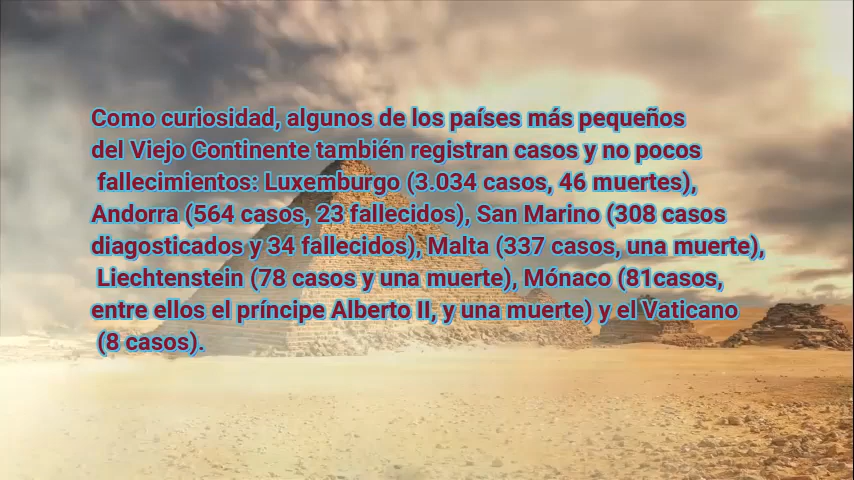 Como curiosidad, algunos de los países más pequeños
del Viejo Continente también registran casos y no pocos
fallecimientos: Luxemburgo (3.034 casos, 46 muertes),
Andorra (564 casos, 23 fallecidos), San Marino (308 casos
diagosticados y 34 fallecidos), Malta (337 casos, una muerte),
Liechtenstein (78 casos y una muerte), Mónaco (81casos,
entre ellos el príncipe Alberto II, y una muerte) y el Vaticano
(8 casos).